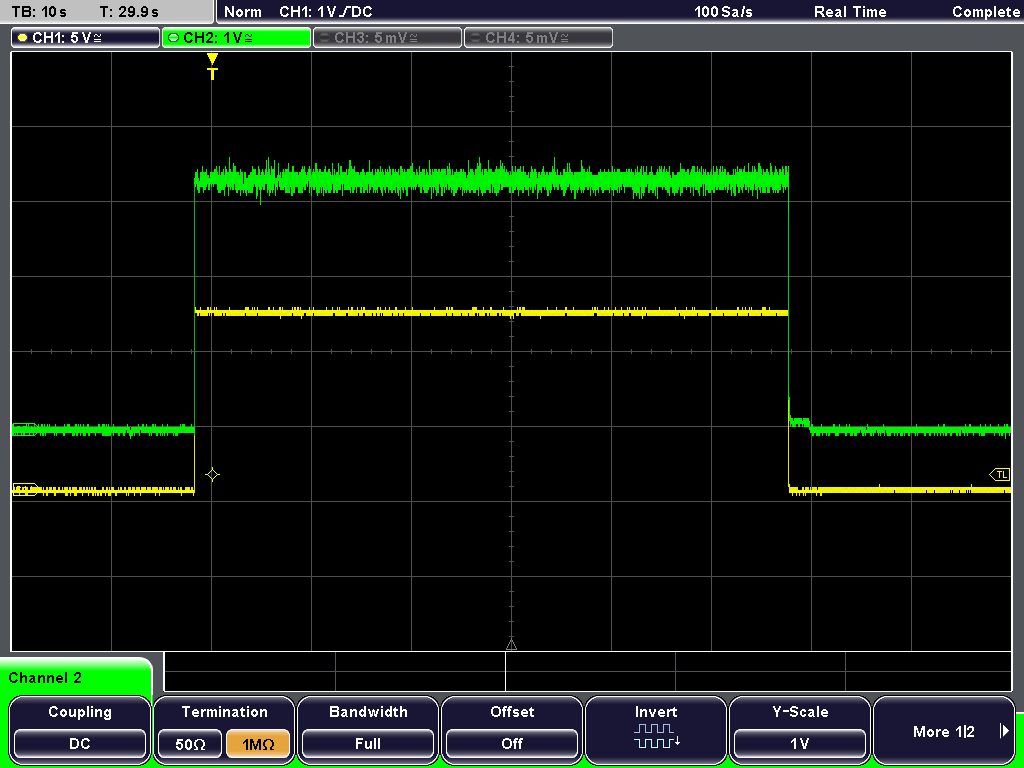 TB: 10 s T: 29.9 s Norm CH1: 1 V DC 100 Sa/s Real Time Complete
CH1: 5 V CH2: 1 V CH3: 5 mV CH4: 5 mV
T
TL
Channel 2
Coupling Termination Bandwidth Offset Invert Y-Scale More 1|2
DC 50Ω 1MΩ Full Off 1 V